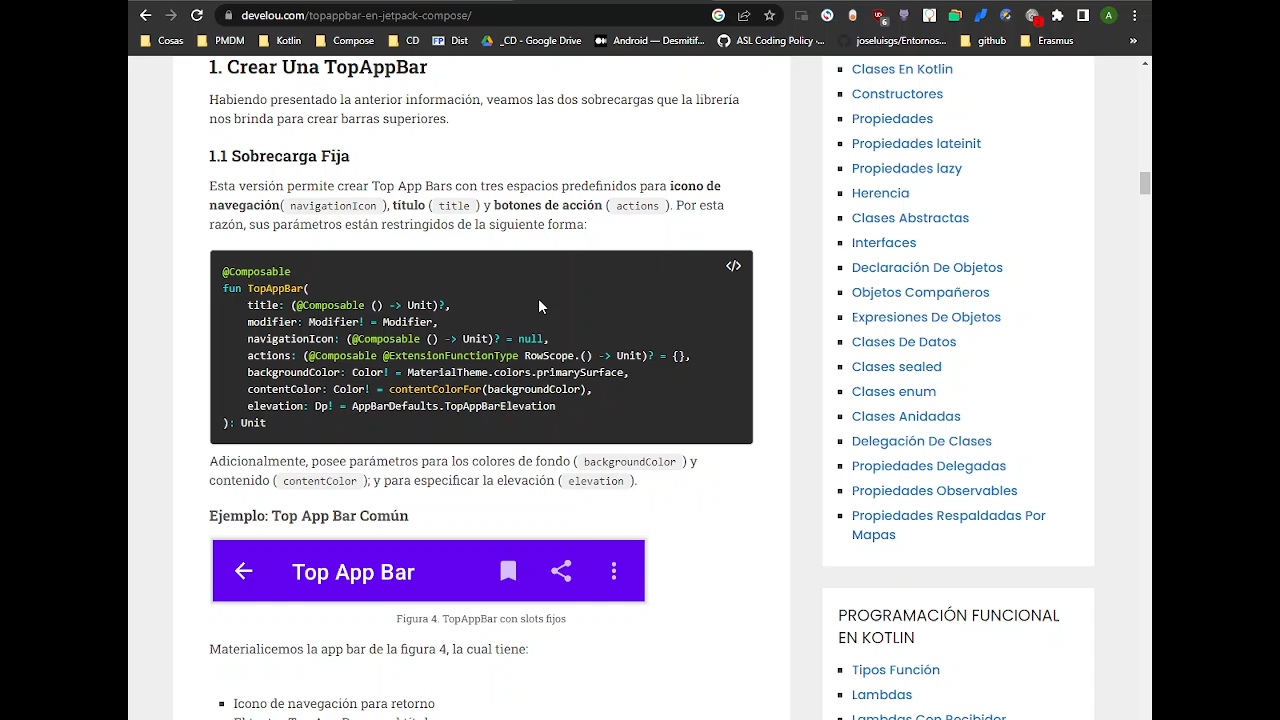 develou.com/topappbar-en-jetpack-compose/
Cosas PMDM Kotlin Compose CD Dist _CD - Google Drive Android — Desmitif... ASL Coding Policy -... joseluisgs/Entornos... github Erasmus »
1. Crear Una TopAppBar
Habiendo presentado la anterior información, veamos las dos sobrecargas que la librería
nos brinda para crear barras superiores.
1.1 Sobrecarga Fija
Esta versión permite crear Top App Bars con tres espacios predefinidos para icono de
navegación( navigationIcon ), título ( title ) y botones de acción ( actions ). Por esta
razón, sus parámetros están restringidos de la siguiente forma:
@Composable
fun TopAppBar(
title: (@Composable () -> Unit)?,
modifier: Modifier! = Modifier,
navigationIcon: (@Composable () -> Unit)? = null,
actions: (@Composable @ExtensionFunctionType RowScope.() -> Unit)? = {},
backgroundColor: Color! = MaterialTheme.colors.primarySurface,
contentColor: Color! = contentColorFor(backgroundColor),
elevation: Dp! = AppBarDefaults.TopAppBarElevation
): Unit
Adicionalmente, posee parámetros para los colores de fondo ( backgroundColor ) y
contenido ( contentColor ); y para especificar la elevación ( elevation ).
Ejemplo: Top App Bar Común
Top App Bar
Figura 4. TopAppBar con slots fijos
Materialicemos la app bar de la figura 4, la cual tiene:
Icono de navegación para retorno
Clases En Kotlin
Constructores
Propiedades
Propiedades lateinit
Propiedades lazy
Herencia
Clases Abstractas
Interfaces
Declaración De Objetos
Objetos Compañeros
Expresiones De Objetos
Clases De Datos
Clases sealed
Clases enum
Clases Anidadas
Delegación De Clases
Propiedades Delegadas
Propiedades Observables
Propiedades Respaldadas Por
Mapas
PROGRAMACIÓN FUNCIONAL
EN KOTLIN
Tipos Función
Lambdas
Lambdas Con Recibidor